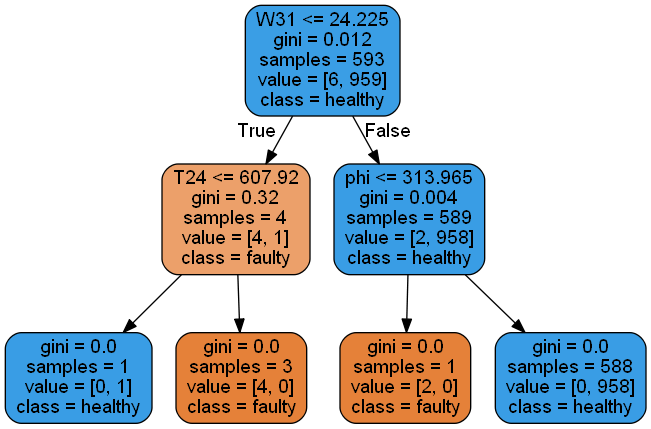 W31 <= 24.225
gini = 0.012
samples = 593
value = [6, 959]
class = healthy
True
False
T24 <= 607.92
gini = 0.32
samples = 4
value = [4, 1]
class = faulty
phi <= 313.965
gini = 0.004
samples = 589
value = [2, 958]
class = healthy
gini = 0.0
samples = 1
value = [0, 1]
class = healthy
gini = 0.0
samples = 3
value = [4, 0]
class = faulty
gini = 0.0
samples = 1
value = [2, 0]
class = faulty
gini = 0.0
samples = 588
value = [0, 958]
class = healthy